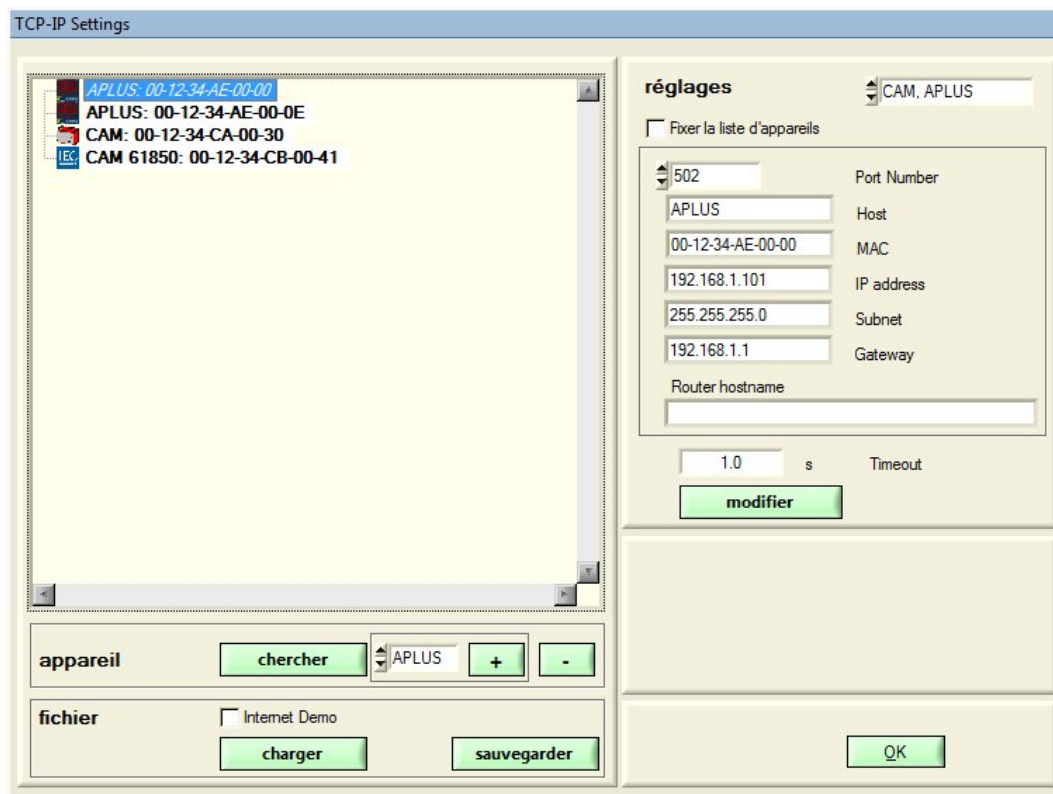 TCP-IP Settings
APLUS: 00-12-34-AE-00-00
APLUS: 00-12-34-AE-00-0E
CAM: 00-12-34-CA-00-30
IEC CAM 61850: 00-12-34-CB-00-41
appareil chercher APLUS + -
fichier Internet Demo
charger sauvegarder
réglages CAM, APLUS
Fixer la liste d'appareils
502 Port Number
APLUS Host
00-12-34-AE-00-00 MAC
192.168.1.101 IP address
255.255.255.0 Subnet
192.168.1.1 Gateway
Router hostname
1.0 s Timeout
modifier
OK